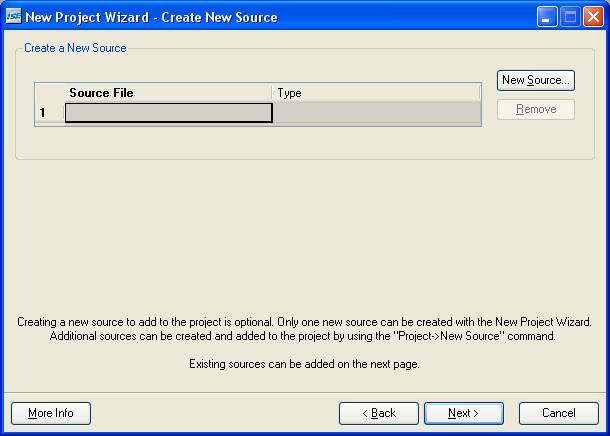 ISE New Project Wizard - Create New Source
Create a New Source
Source File Type
1
New Source...
Remove
Creating a new source to add to the project is optional. Only one new source can be created with the New Project Wizard.
Additional sources can be created and added to the project by using the "Project->New Source" command.
Existing sources can be added on the next page.
More Info < Back Next > Cancel